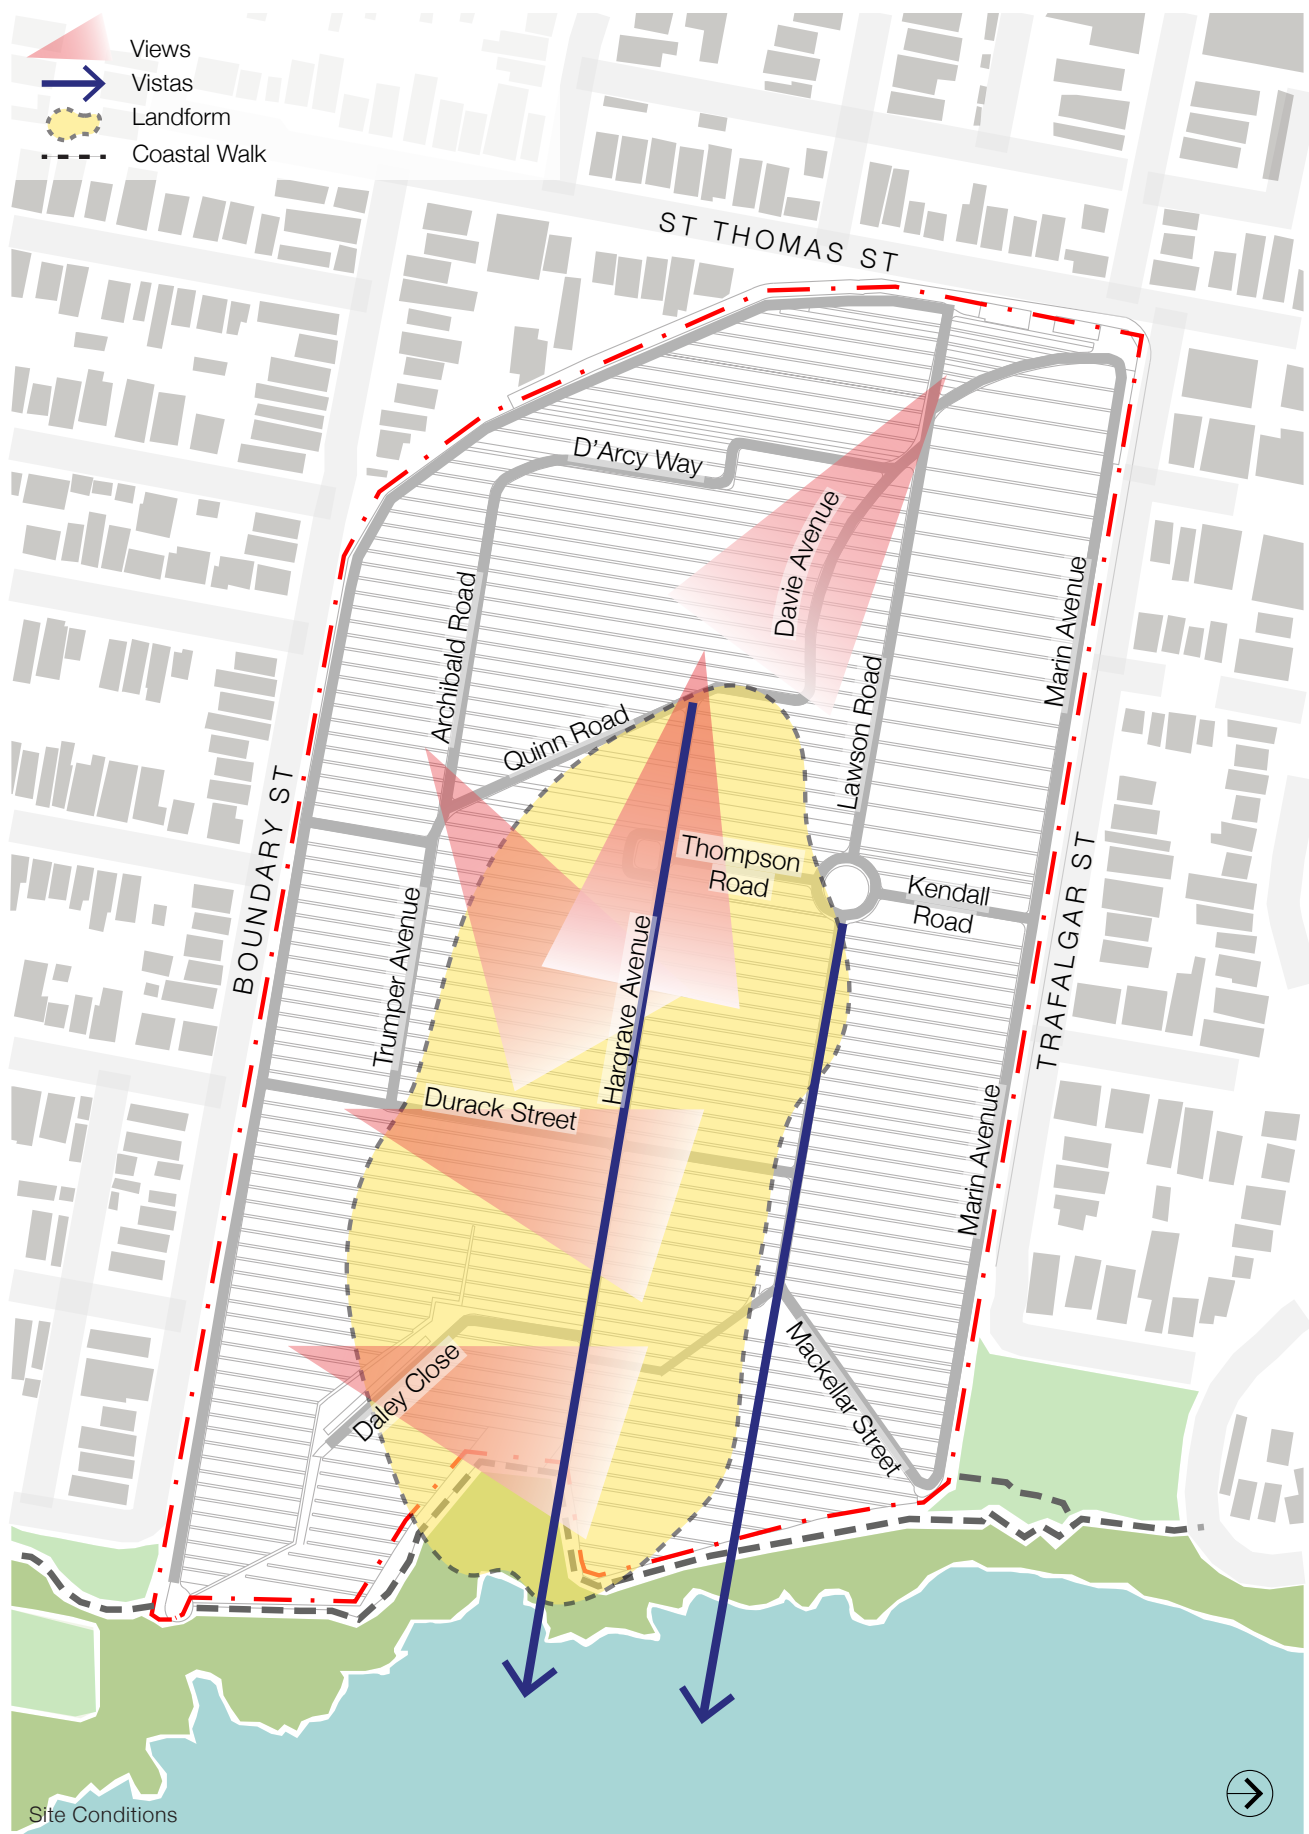 Views
Vistas
Landform
Coastal Walk
ST THOMAS ST
D'Arcy Way
Davie Avenue
Archibald Road
Marin Avenue
Quinn Road
Lawson Road
BOUNDARY ST
Thompson
Road
Kendall
Road
TRAFALGAR ST
Trumper Avenue
Hargrave Avenue
Durack Street
Marin Avenue
Mackellar Street
Daley Close
Site Conditions